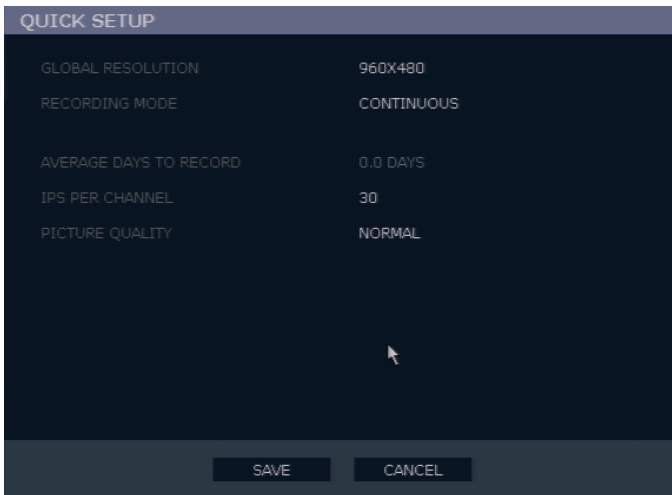 QUICK SETUP
GLOBAL RESOLUTION 960X480
RECORDING MODE CONTINUOUS
AVERAGE DAYS TO RECORD 0.0 DAYS
IPS PER CHANNEL 30
PICTURE QUALITY NORMAL
SAVE CANCEL